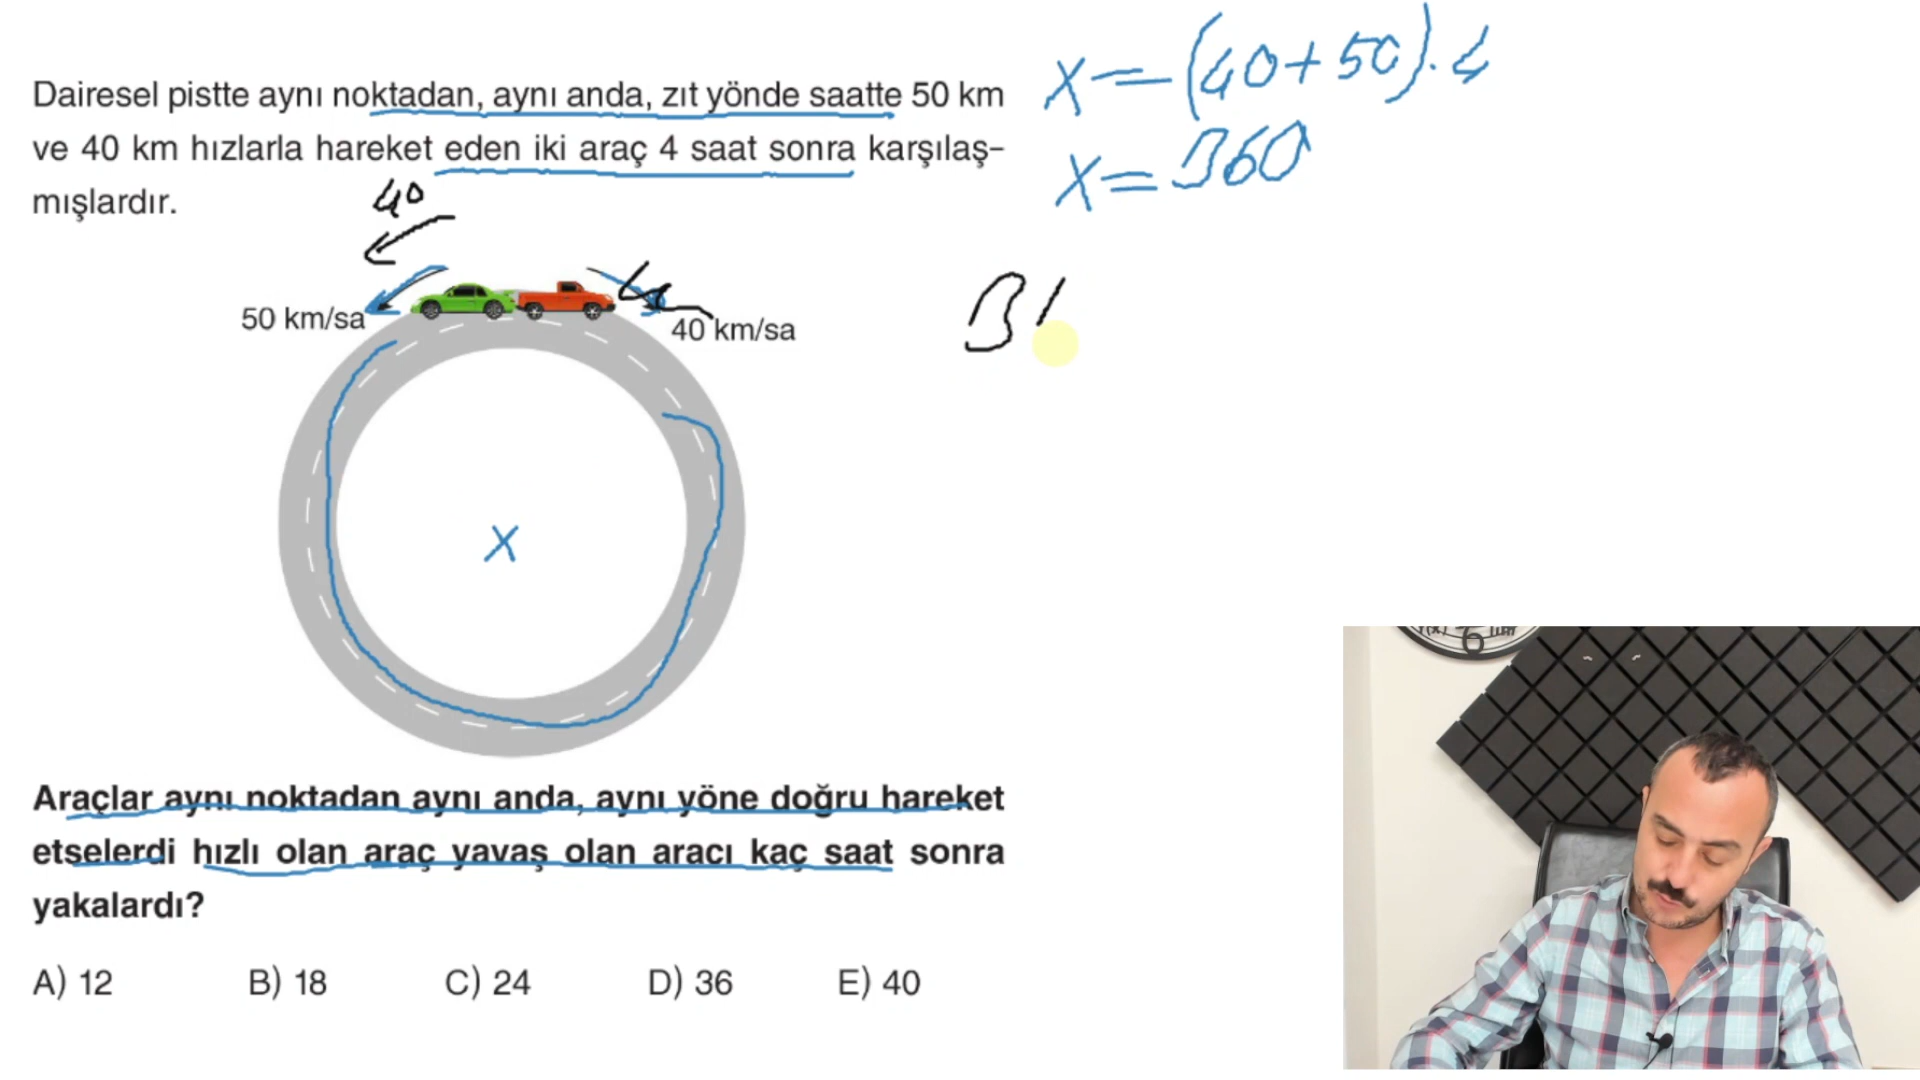 Dairesel pistte aynı noktadan, aynı anda, zıt yönde saatte 50 km
ve 40 km hızlarla hareket eden iki araç 4 saat sonra karşılaş-
mışlardır.
40
50 km/sa
40 km/sa
x
Araçlar aynı noktadan aynı anda, aynı yöne doğru hareket
etselerdi hızlı olan araç yavaş olan aracı kaç saat sonra
yakalardı?
A) 12 B) 18 C) 24 D) 36 E) 40
x = (40+50).4
x = 360
3
6